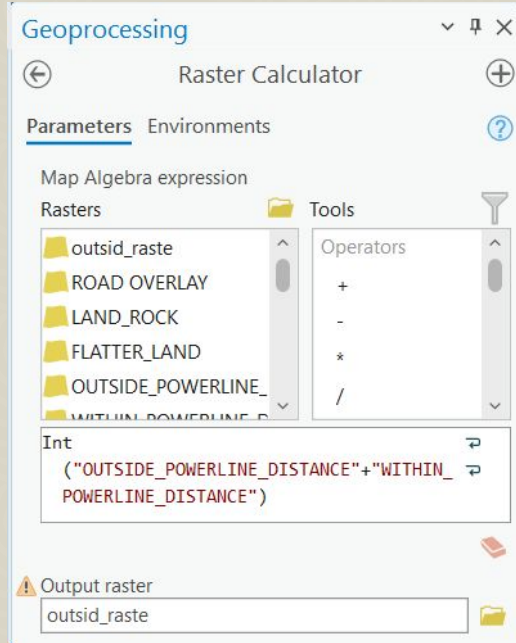 Geoprocessing
Raster Calculator
Parameters Environments
Map Algebra expression
Rasters Tools
outsid_raste
ROAD OVERLAY
LAND_ROCK
FLATTER_LAND
OUTSIDE_POWERLINE_
WITHIN_POWERLINE_D
Operators
+
-
*
/
Int
("OUTSIDE_POWERLINE_DISTANCE"+"WITHIN_
POWERLINE_DISTANCE")
Output raster
outsid_raste